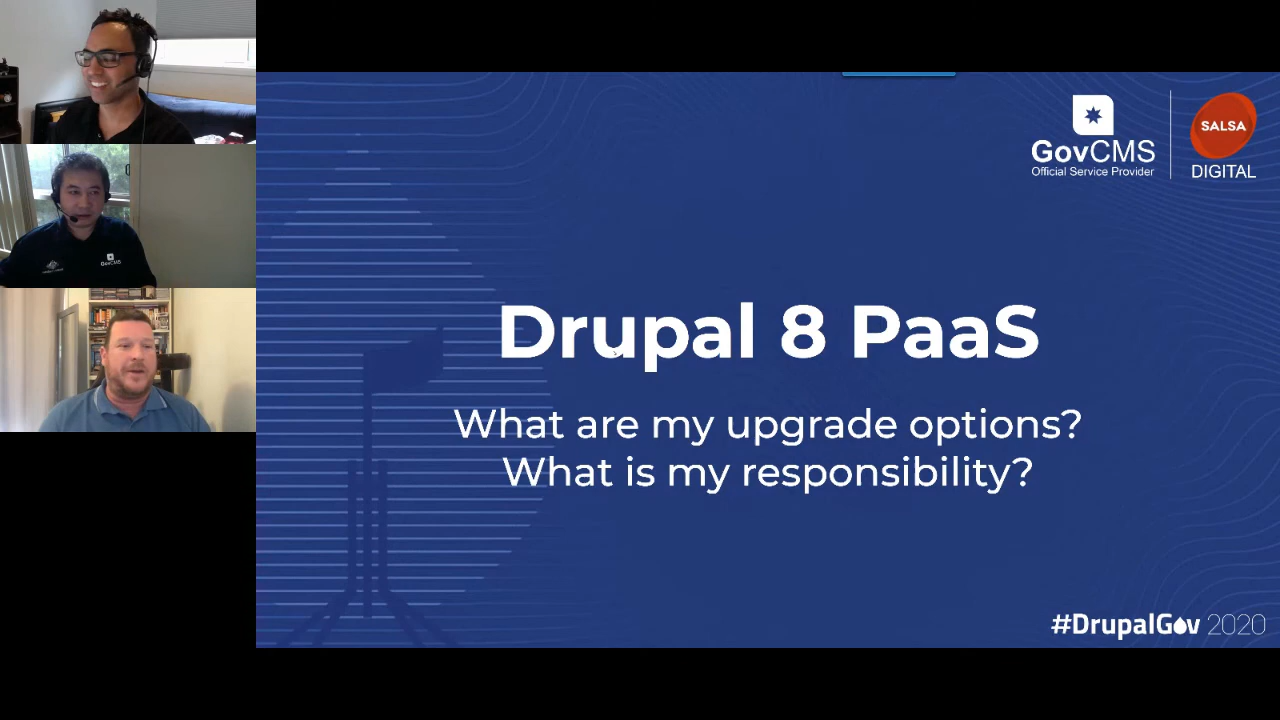 GovCMS
Official Service Provider
SALSA
DIGITAL
GovCMS
Drupal 8 PaaS
What are my upgrade options?
What is my responsibility?
#DrupalGov 2020